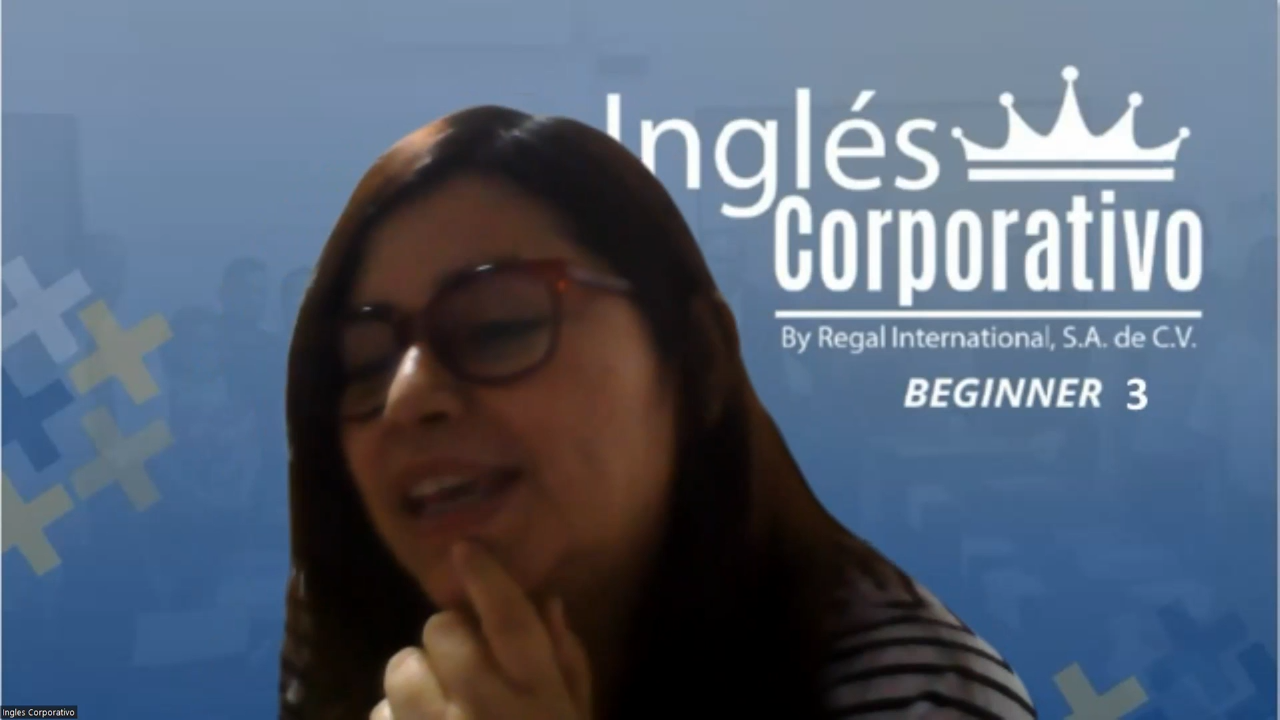 Inglés
Corporativo
By Regal International, S.A. de C.V.
BEGINNER 3
Ingles Corporativo